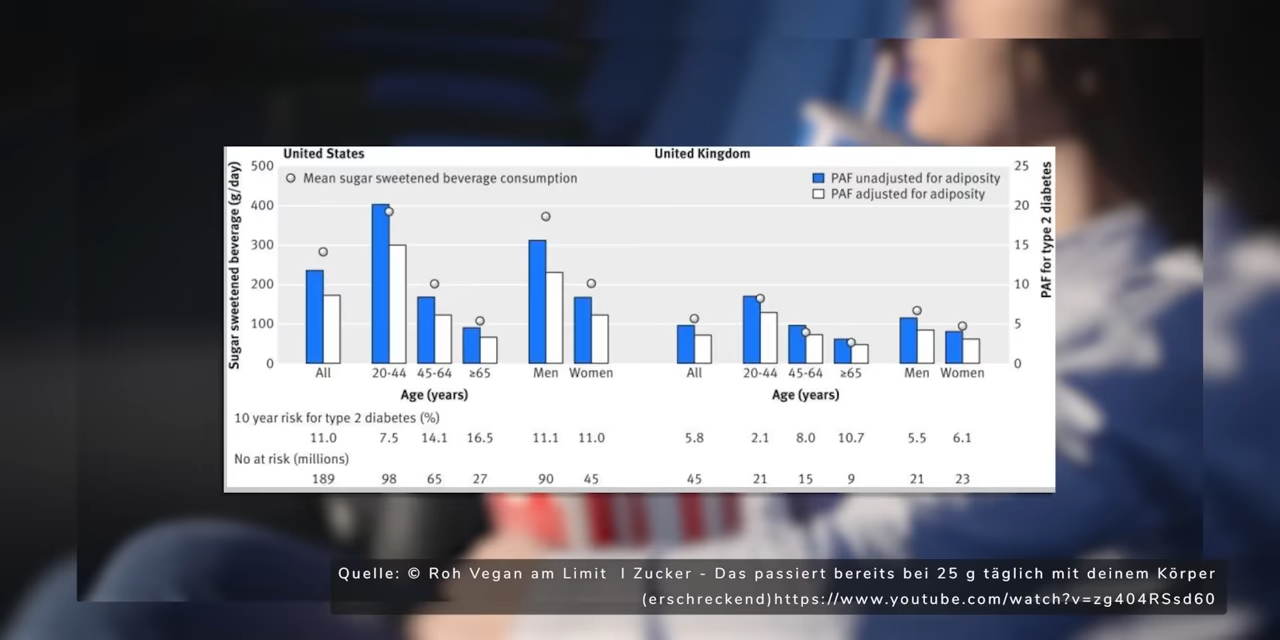 United States United Kingdom
Sugar sweetened beverage (g/day)
500
400
300
200
100
0
Mean sugar sweetened beverage consumption
PAF unadjusted for adiposity
PAF adjusted for adiposity
25
20
15
10
5
0
PAF for type 2 diabetes
All 20-44 45-64 ≥65 Men Women All 20-44 45-64 ≥65 Men Women
Age (years) Age (years)
10 year risk for type 2 diabetes (%)
11.0 7.5 14.1 16.5 11.1 11.0 5.8 2.1 8.0 10.7 5.5 6.1
No at risk (millions)
189 98 65 27 90 45 45 21 15 9 21 23
Quelle: © Roh Vegan am Limit I Zucker - Das passiert bereits bei 25 g täglich mit deinem Körper
(erschreckend)https://www.youtube.com/watch?v=zg404RSsd60